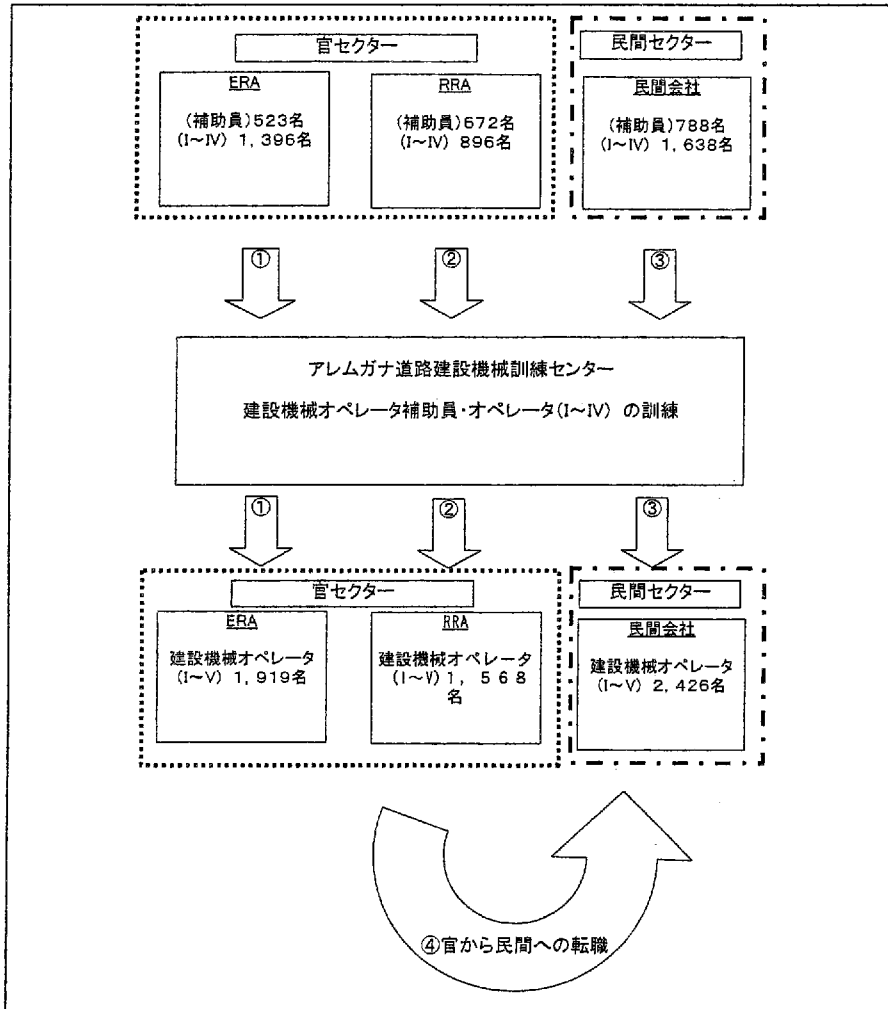 官セクター
ERA
(補助員)523名
(I～IV) 1,396名
RRA
(補助員)672名
(I～IV) 896名
民間セクター
民間会社
(補助員)788名
(I～IV) 1,638名
①
②
③
アレムガナ道路建設機械訓練センター
建設機械オペレータ補助員・オペレータ(I～IV) の訓練
①
②
③
官セクター
ERA
建設機械オペレータ
(I～V) 1,919名
RRA
建設機械オペレータ
(I～V)1, 568
名
民間セクター
民間会社
建設機械オペレータ
(I～V) 2,426名
④官から民間への転職